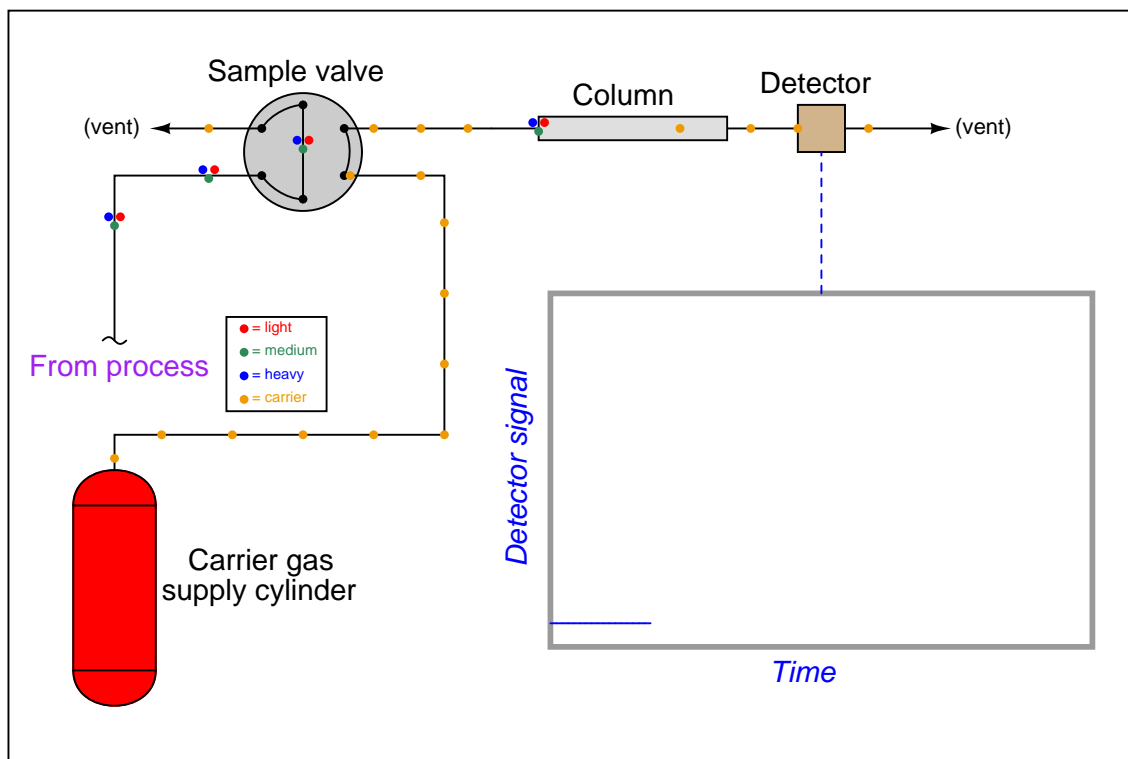 Sample valve
Column
Detector
(vent)
(vent)
= light
= medium
= heavy
= carrier
From process
Detector signal
Carrier gas
supply cylinder
Time